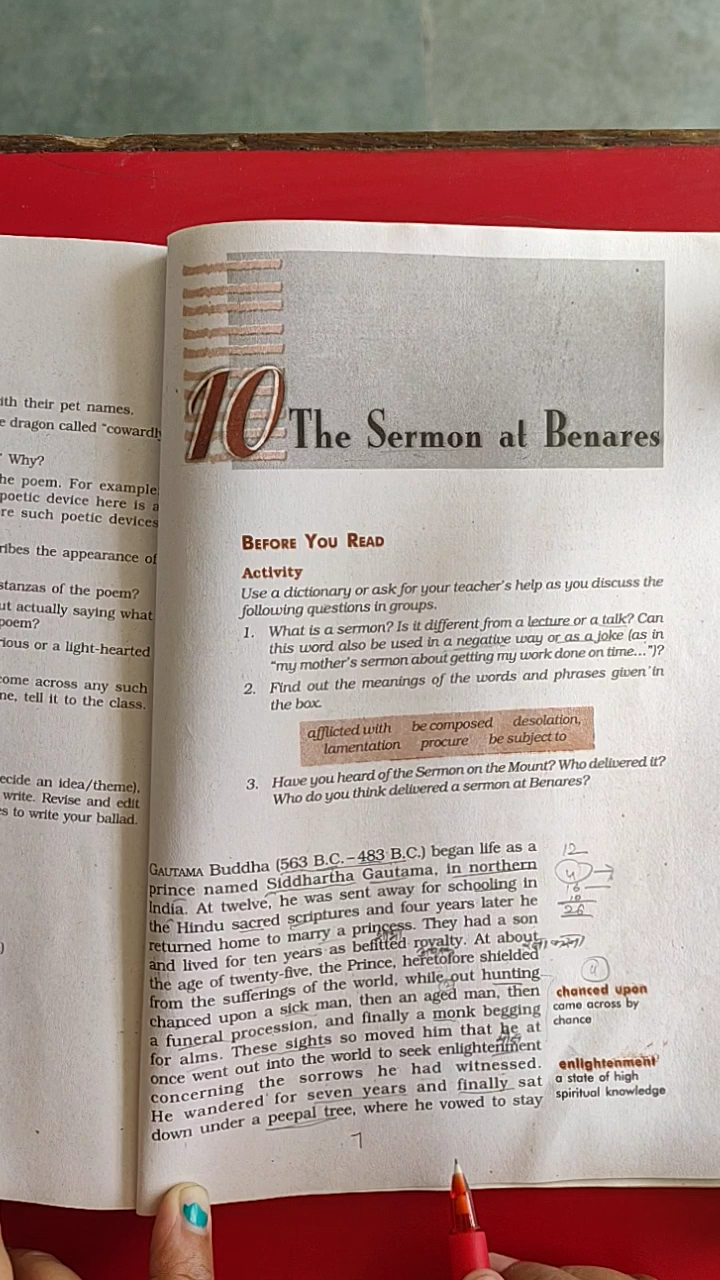 ith their pet names.
e dragon called "cowardly
Why?
he poem. For example
poetic device here is a
re such poetic devices
ribes the appearance of
stanzas of the poem?
ut actually saying what
poem?
ious or a light-hearted
ome across any such
ne, tell it to the class.
ecide an idea/theme),
write. Revise and edit
s to write your ballad.
10 The Sermon at Benares
BEFORE YOU READ
Activity
Use a dictionary or ask for your teacher's help as you discuss the
following questions in groups.
1. What is a sermon? Is it different from a lecture or a talk? Can
this word also be used in a negative way or as a joke (as in
"my mother's sermon about getting my work done on time...")?
2. Find out the meanings of the words and phrases given in
the box.
afflicted with be composed desolation,
lamentation procure be subject to
3. Have you heard of the Sermon on the Mount? Who delivered it?
Who do you think delivered a sermon at Benares?
GAUTAMA Buddha (563 B.C.–483 B.C.) began life as a
prince named Siddhartha Gautama, in northern
India. At twelve, he was sent away for schooling in
the Hindu sacred scriptures and four years later he
returned home to marry a princess. They had a son
and lived for ten years as befitted royalty. At about
the age of twenty-five, the Prince, heretofore shielded
from the sufferings of the world, while out hunting
chanced upon a sick man, then an aged man, then
a funeral procession, and finally a monk begging
for alms. These sights so moved him that he at
once went out into the world to seek enlightenment
concerning the sorrows he had witnessed.
He wandered for seven years and finally sat
down under a peepal tree, where he vowed to stay
12
4
16
10
26
4
chanced upon
came across by
chance
enlightenment
a state of high
spiritual knowledge
7